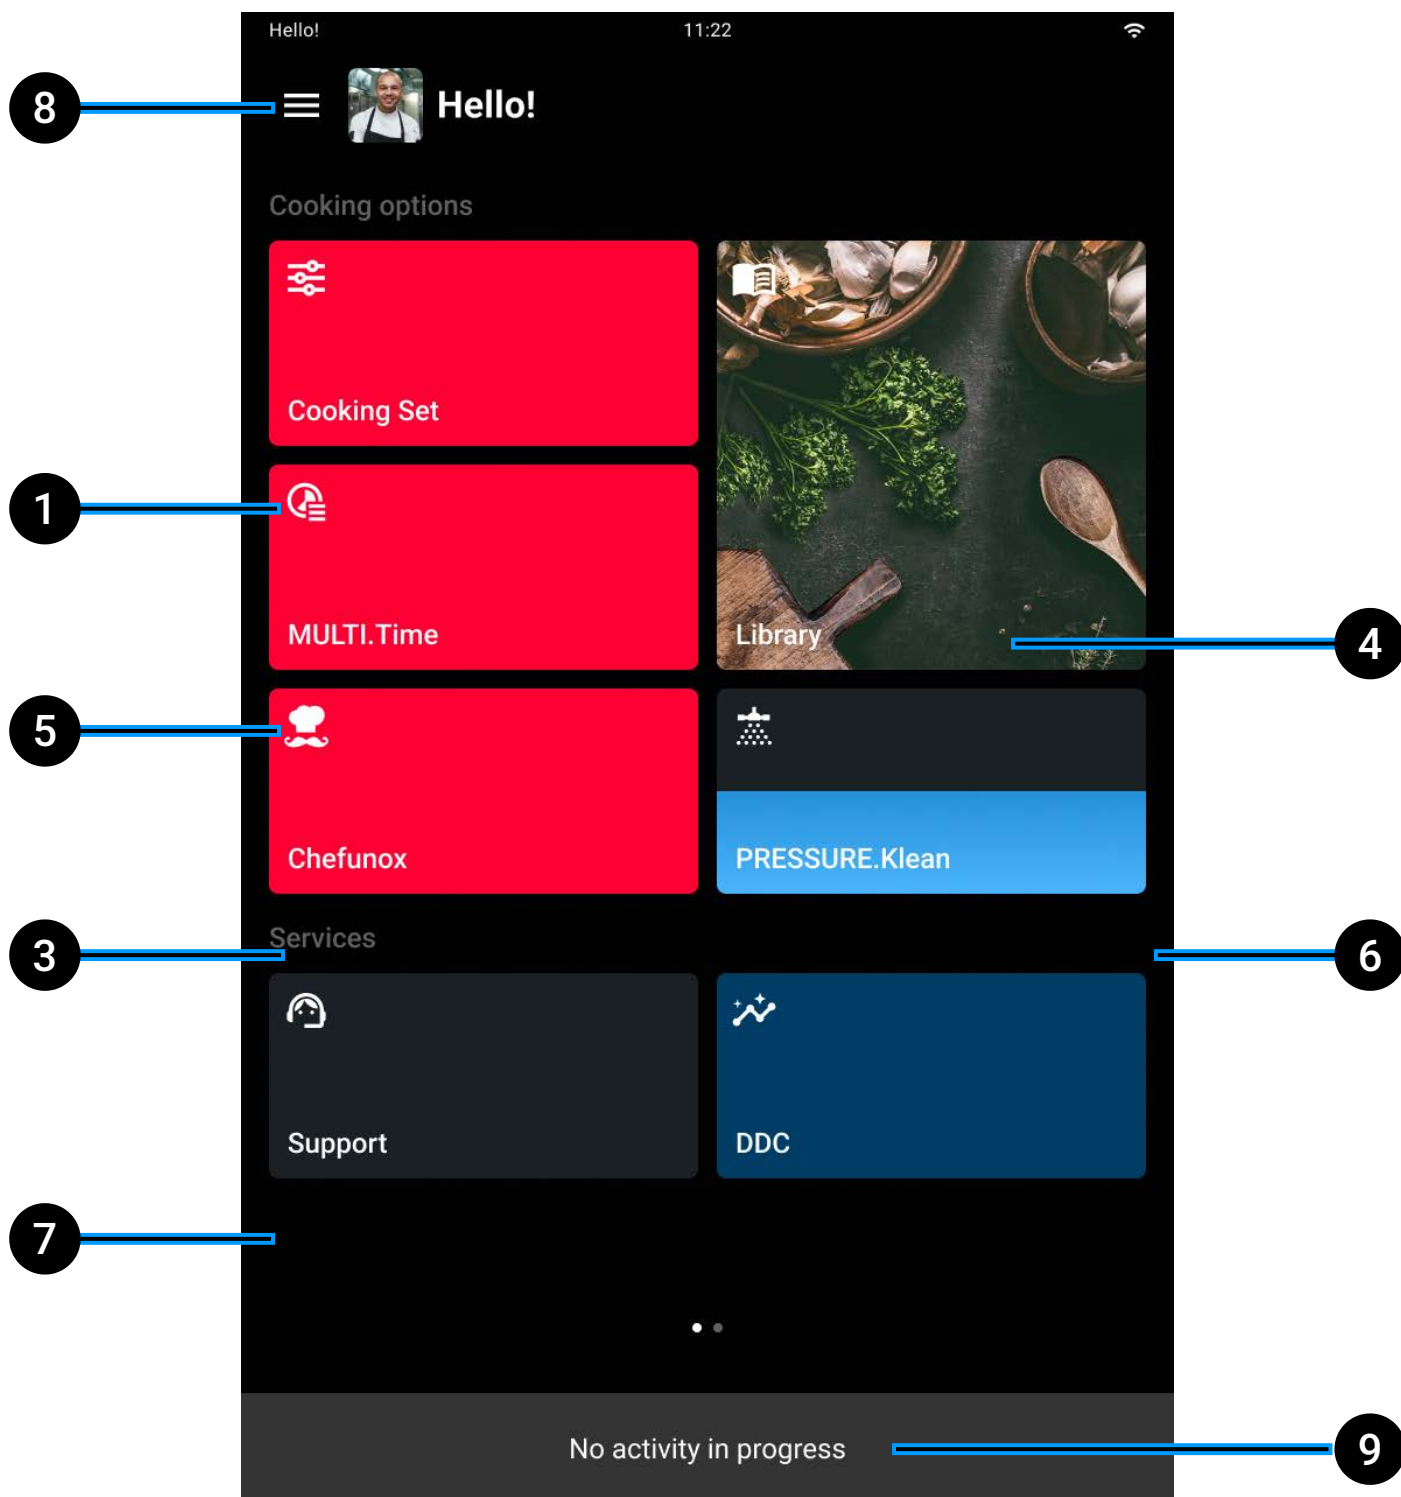 Hello! 11:22
8
Hello!
Cooking options
Cooking Set
1
MULTI.Time
Library
4
5
Chefunox
PRESSURE.Klean
3
Services
6
Support
DDC
7
No activity in progress
9